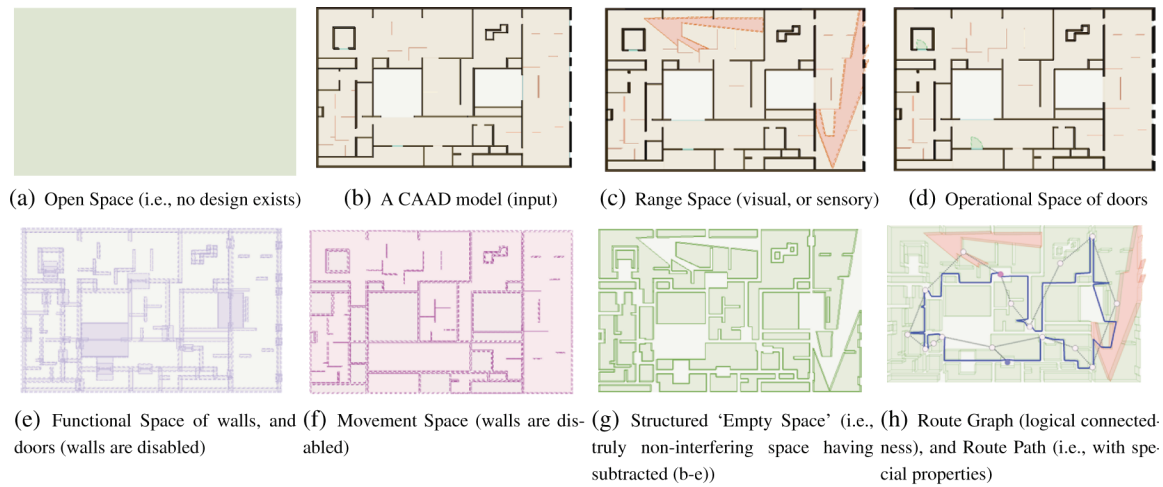 (a) Open Space (i.e., no design exists)
(b) A CAAD model (input)
(c) Range Space (visual, or sensory)
(d) Operational Space of doors
(e) Functional Space of walls, and
doors (walls are disabled)
(f) Movement Space (walls are dis-
abled)
(g) Structured ‘Empty Space’ (i.e.,
truly non-interfering space having
subtracted (b-e))
(h) Route Graph (logical connected-
ness), and Route Path (i.e., with spe-
cial properties)